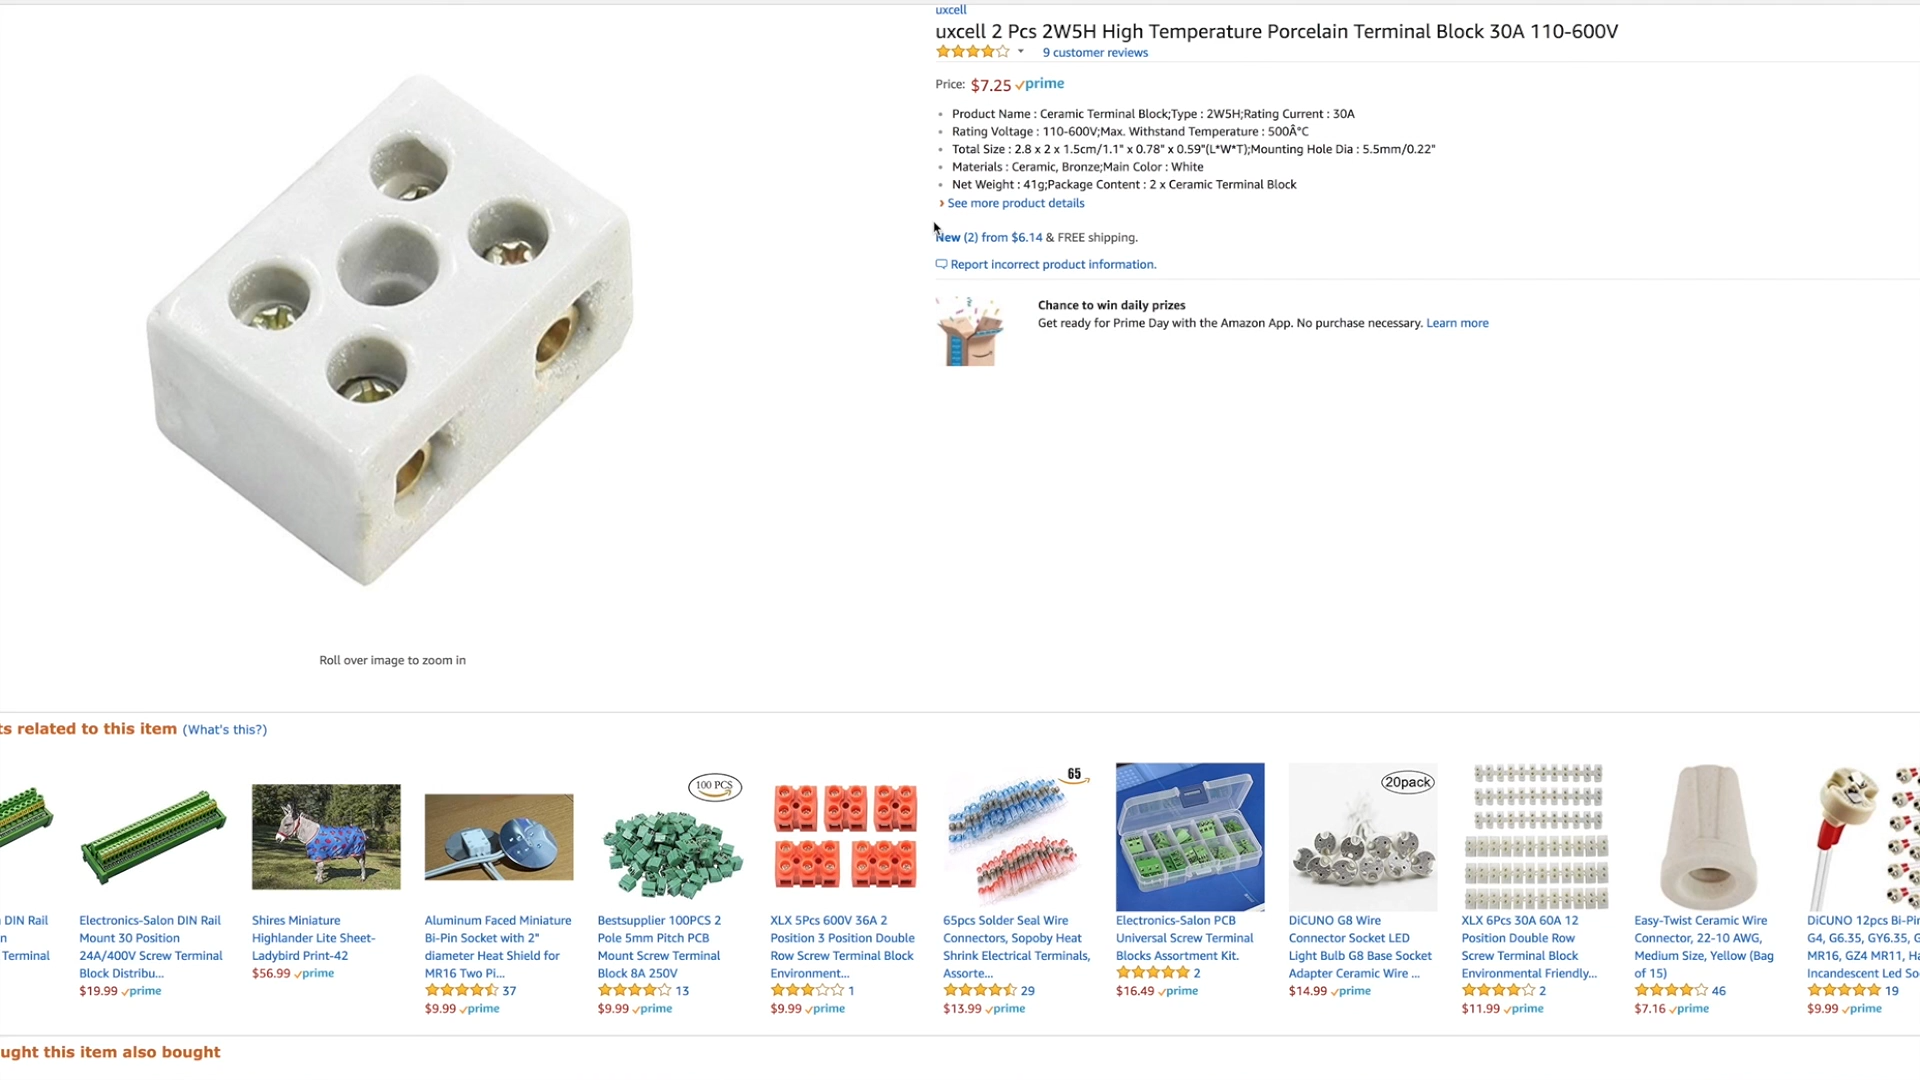 uxcell
uxcell 2 Pcs 2W5H High Temperature Porcelain Terminal Block 30A 110-600V
9 customer reviews
Price: $7.25 prime
Product Name : Ceramic Terminal Block;Type : 2W5H;Rating Current : 30A
Rating Voltage : 110-600V;Max. Withstand Temperature : 500Â°C
Total Size : 2.8 x 2 x 1.5cm/1.1" x 0.78" x 0.59"(L*W*T);Mounting Hole Dia : 5.5mm/0.22"
Materials : Ceramic, Bronze;Main Color : White
Net Weight : 41g;Package Content : 2 x Ceramic Terminal Block
› See more product details
New (2) from $6.14 & FREE shipping.
Report incorrect product information.
Chance to win daily prizes
Get ready for Prime Day with the Amazon App. No purchase necessary. Learn more
Roll over image to zoom in
ts related to this item (What's this?)
DIN Rail
n
Terminal
Electronics-Salon DIN Rail
Mount 30 Position
24A/400V Screw Terminal
Block Distribu...
$19.99 prime
Shires Miniature
Highlander Lite Sheet-
Ladybird Print-42
$56.99 prime
Aluminum Faced Miniature
Bi-Pin Socket with 2"
diameter Heat Shield for
MR16 Two Pi...
37
$9.99 prime
100 PCS
Bestsupplier 100PCS 2
Pole 5mm Pitch PCB
Mount Screw Terminal
Block 8A 250V
13
$9.99 prime
XLX 5Pcs 600V 36A 2
Position 3 Position Double
Row Screw Terminal Block
Environment...
1
$9.99 prime
65
65pcs Solder Seal Wire
Connectors, Sopoby Heat
Shrink Electrical Terminals,
Assorte...
29
$13.99 prime
Electronics-Salon PCB
Universal Screw Terminal
Blocks Assortment Kit.
2
$16.49 prime
20pack
DiCUNO G8 Wire
Connector Socket LED
Light Bulb G8 Base Socket
Adapter Ceramic Wire ...
$14.99 prime
XLX 6Pcs 30A 60A 12
Position Double Row
Screw Terminal Block
Environmental Friendly...
2
$11.99 prime
Easy-Twist Ceramic Wire
Connector, 22-10 AWG,
Medium Size, Yellow (Bag
of 15)
46
$7.16 prime
DiCUNO 12pcs Bi-Pin
G4, G6.35, GY6.35, G
MR16, GZ4 MR11, Ha
Incandescent Led So
19
$9.99 prime
ught this item also bought